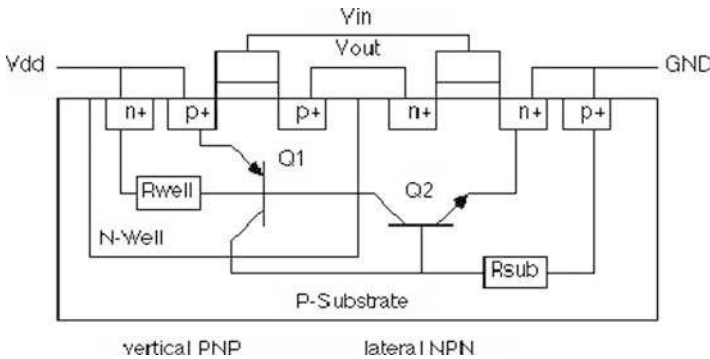 Vin
Vout
Vdd
GND
n+ p+ p+ n+ n+ p+
Q1
Q2
Rwell
N-Well
Rsub
P-Substrate
vertical PNP lateral NPN